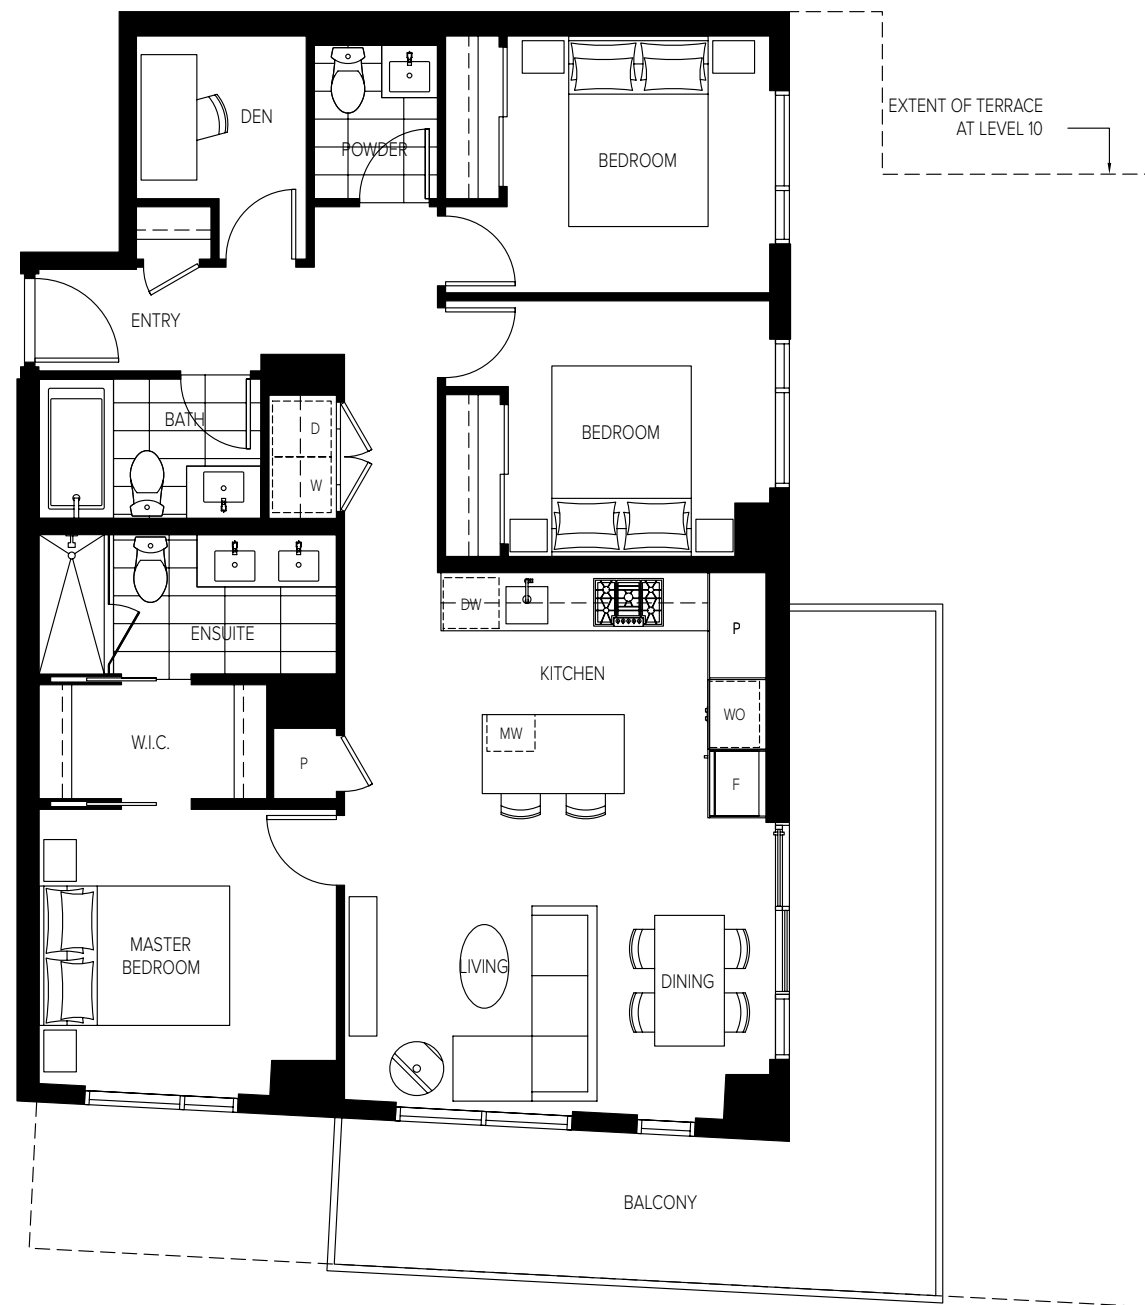 DEN
POWDER
BEDROOM
EXTENT OF TERRACE
AT LEVEL 10
ENTRY
BATH
D
W
BEDROOM
ENSUITE
DW
P
KITCHEN
WO
MW
F
W.I.C.
P
MASTER
BEDROOM
LIVING
DINING
BALCONY